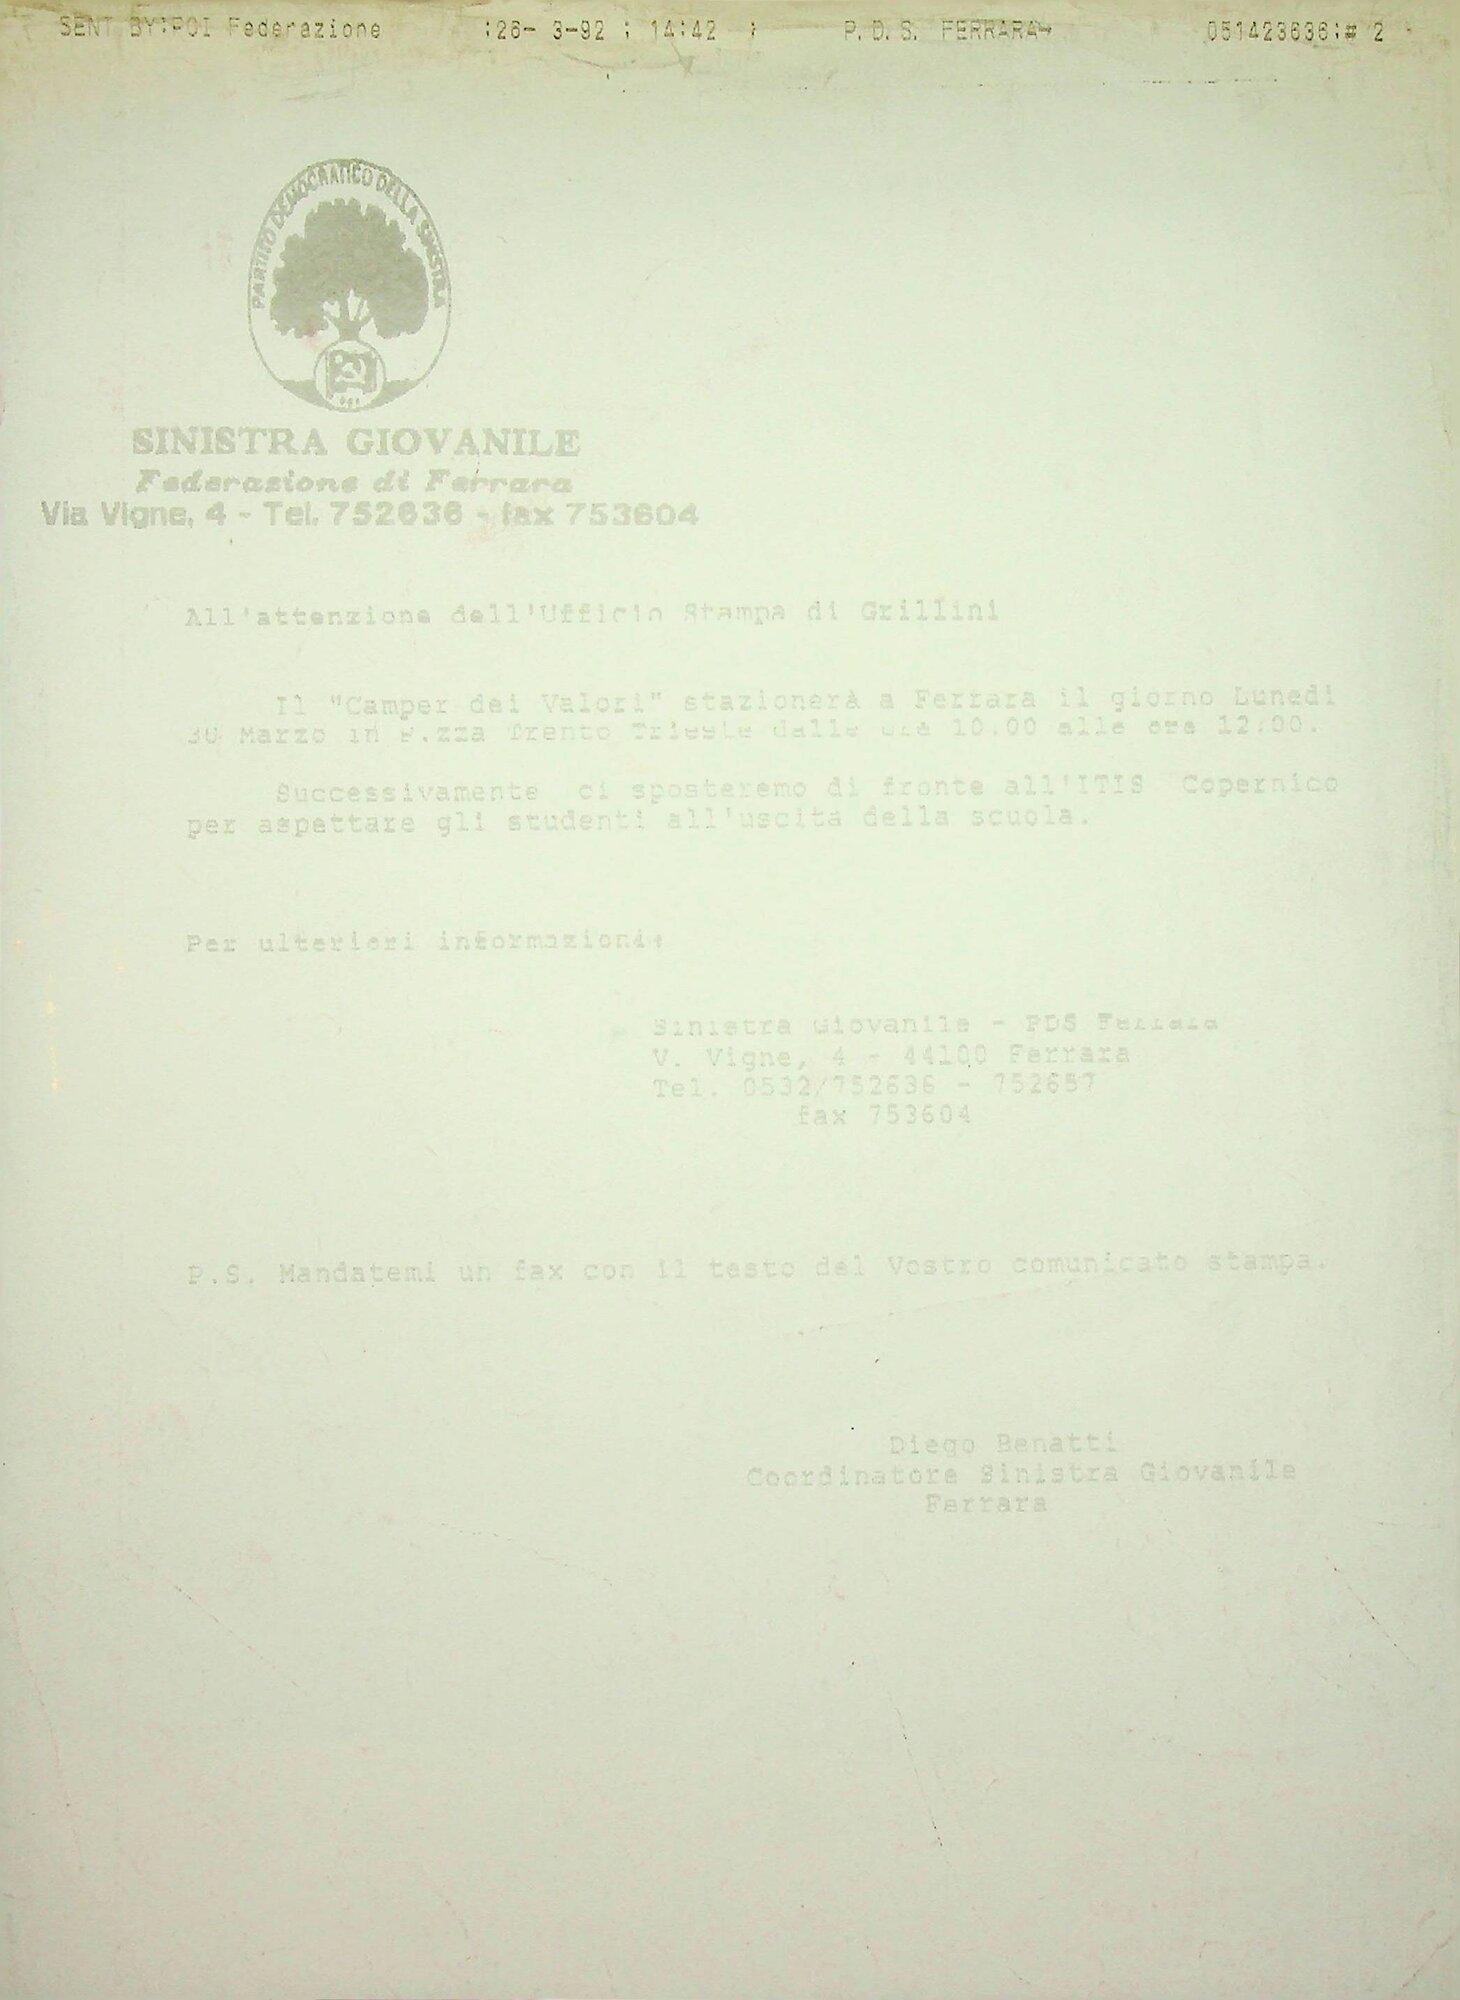 SENT BY:PDI Federazione :26- 3-92 ; 14:42 ; P. D. S. FERRARA→ 051423636;# 2
PARTITO DEMOCRATICO DELLA SINISTRA
SINISTRA GIOVANILE
Federazione di Ferrara
Via Vigne, 4 - Tel. 752636 - fax 753604
All'attenzione dell'Ufficio Stampa di Grillini
Il "Camper dei Valori" stazionerà a Ferrara il giorno Lunedì
30 Marzo in P.zza Trento Trieste dalle ore 10.00 alle ore 12.00.
Successivamente ci sposteremo di fronte all'ITIS Copernico
per aspettare gli studenti all'uscita della scuola.
Per ulteriori informazioni:
Sinistra Giovanile - PDS Ferrara
V. Vigne, 4 - 44100 Ferrara
Tel. 0532/752636 - 752657
fax 753604
P.S. Mandatemi un fax con il testo del Vostro comunicato stampa.
Diego Benatti
Coordinatore Sinistra Giovanile
Ferrara